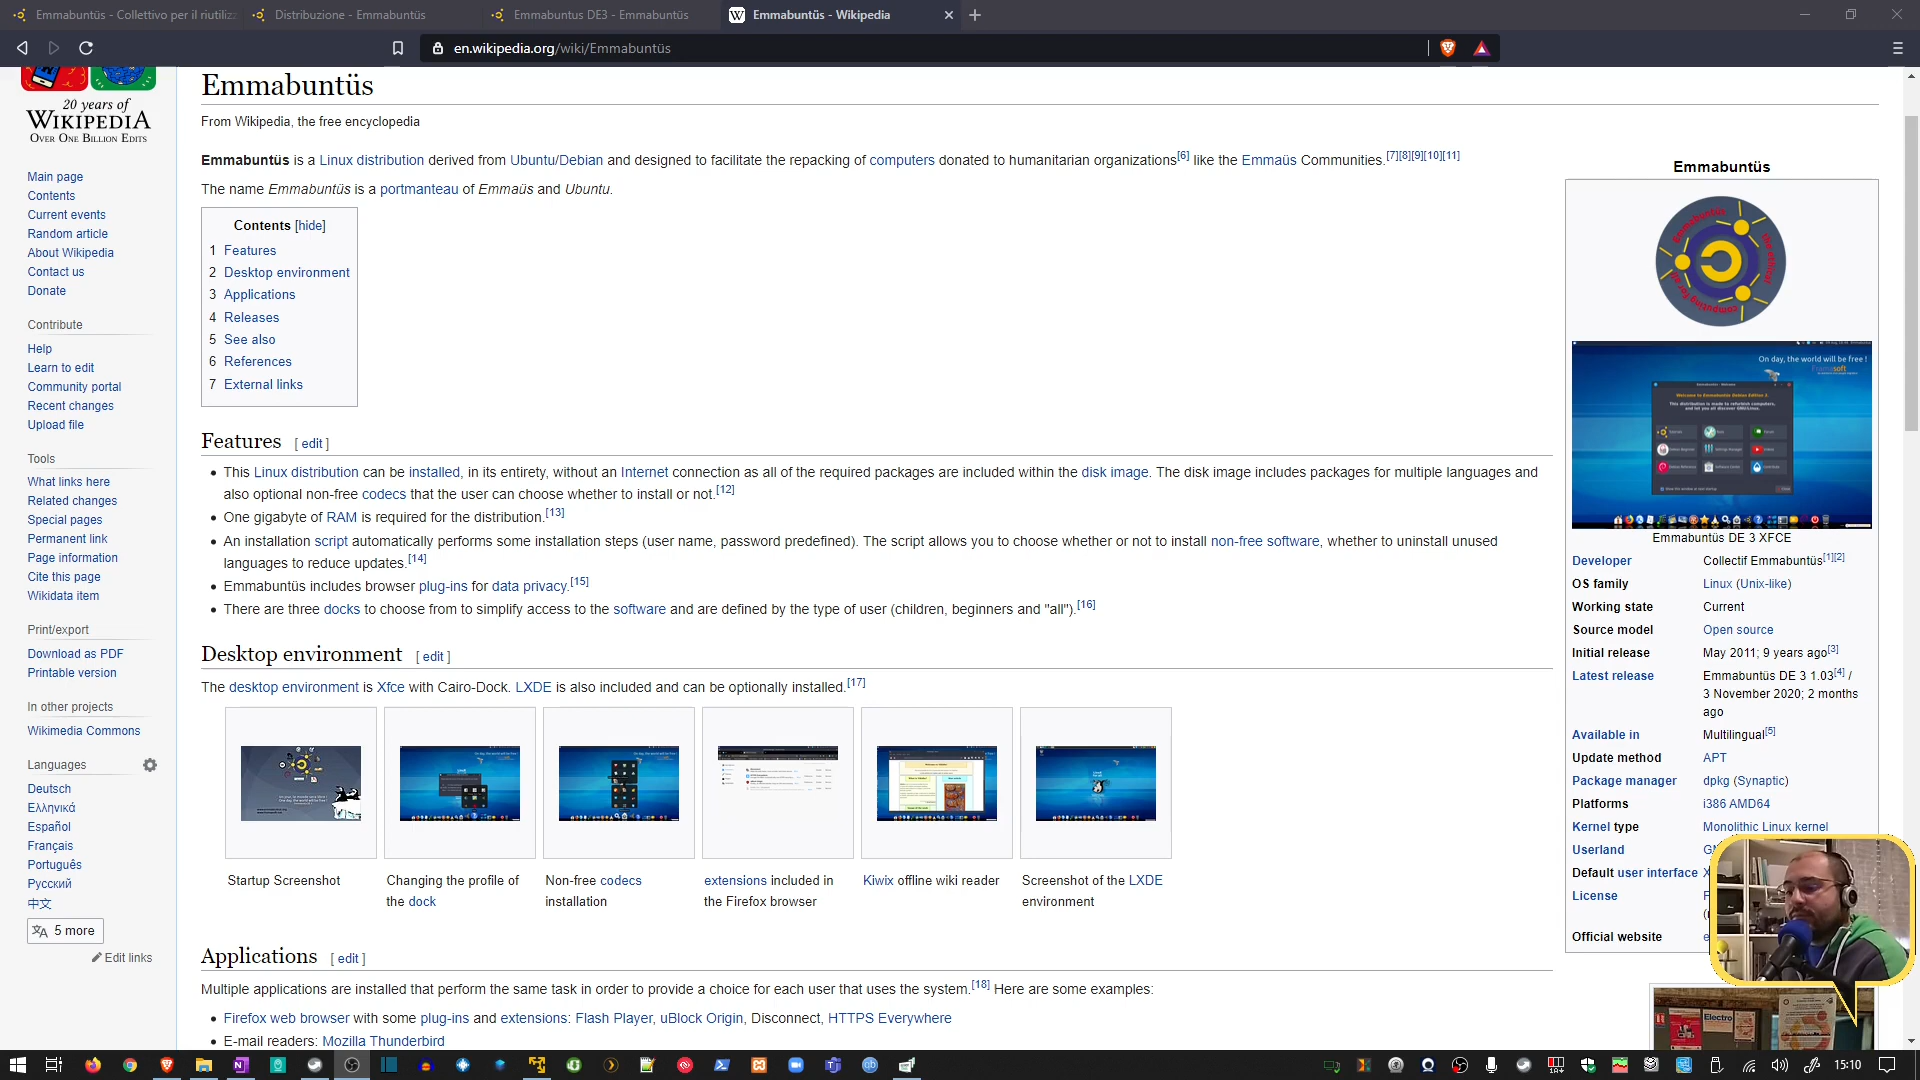 Emmabuntüs - Collettivo per il riutilizz
Distribuzione - Emmabuntüs
Emmabuntus DE3 - Emmabuntüs
Emmabuntüs - Wikipedia
en.wikipedia.org/wiki/Emmabuntüs
20 years of
WIKIPEDIA
OVER ONE BILLION EDITS
Main page
Contents
Current events
Random article
About Wikipedia
Contact us
Donate
Contribute
Help
Learn to edit
Community portal
Recent changes
Upload file
Tools
What links here
Related changes
Special pages
Permanent link
Page information
Cite this page
Wikidata item
Print/export
Download as PDF
Printable version
In other projects
Wikimedia Commons
Languages
Deutsch
Ελληνικά
Español
Français
Português
Русский
中文
5 more
Edit links
Emmabuntüs
From Wikipedia, the free encyclopedia
Emmabuntüs is a Linux distribution derived from Ubuntu/Debian and designed to facilitate the repacking of computers donated to humanitarian organizations[6] like the Emmaüs Communities.[7][8][9][10][11]
The name Emmabuntüs is a portmanteau of Emmaüs and Ubuntu.
Contents [hide]
1 Features
2 Desktop environment
3 Applications
4 Releases
5 See also
6 References
7 External links
Features [ edit ]
• This Linux distribution can be installed, in its entirety, without an Internet connection as all of the required packages are included within the disk image. The disk image includes packages for multiple languages and
also optional non-free codecs that the user can choose whether to install or not.[12]
• One gigabyte of RAM is required for the distribution.[13]
• An installation script automatically performs some installation steps (user name, password predefined). The script allows you to choose whether or not to install non-free software, whether to uninstall unused
languages to reduce updates.[14]
• Emmabuntüs includes browser plug-ins for data privacy.[15]
• There are three docks to choose from to simplify access to the software and are defined by the type of user (children, beginners and "all").[16]
Desktop environment [ edit ]
The desktop environment is Xfce with Cairo-Dock. LXDE is also included and can be optionally installed.[17]
Startup Screenshot
Changing the profile of
the dock
Non-free codecs
installation
extensions included in
the Firefox browser
Kiwix offline wiki reader
Screenshot of the LXDE
environment
Applications [ edit ]
Multiple applications are installed that perform the same task in order to provide a choice for each user that uses the system.[18] Here are some examples:
• Firefox web browser with some plug-ins and extensions: Flash Player, uBlock Origin, Disconnect, HTTPS Everywhere
• E-mail readers: Mozilla Thunderbird
Emmabuntüs
Emmabuntüs
the ethical
computing for all
On day, the world will be free !
Framasoft
Emmabuntüs DE 3 XFCE
Developer Collectif Emmabuntüs[1][2]
OS family Linux (Unix-like)
Working state Current
Source model Open source
Initial release May 2011; 9 years ago[3]
Latest release Emmabuntüs DE 3 1.03[4] /
3 November 2020; 2 months
ago
Available in Multilingual[5]
Update method APT
Package manager dpkg (Synaptic)
Platforms i386 AMD64
Kernel type Monolithic Linux kernel
Userland
Default user interface
License
Official website
Electro
15:10